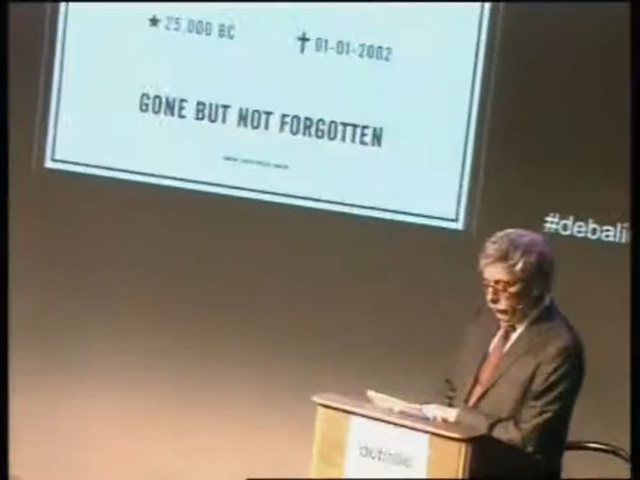 ★ 25,000 BC ✝ 01-01-2002
GONE BUT NOT FORGOTTEN
#debali
debalie